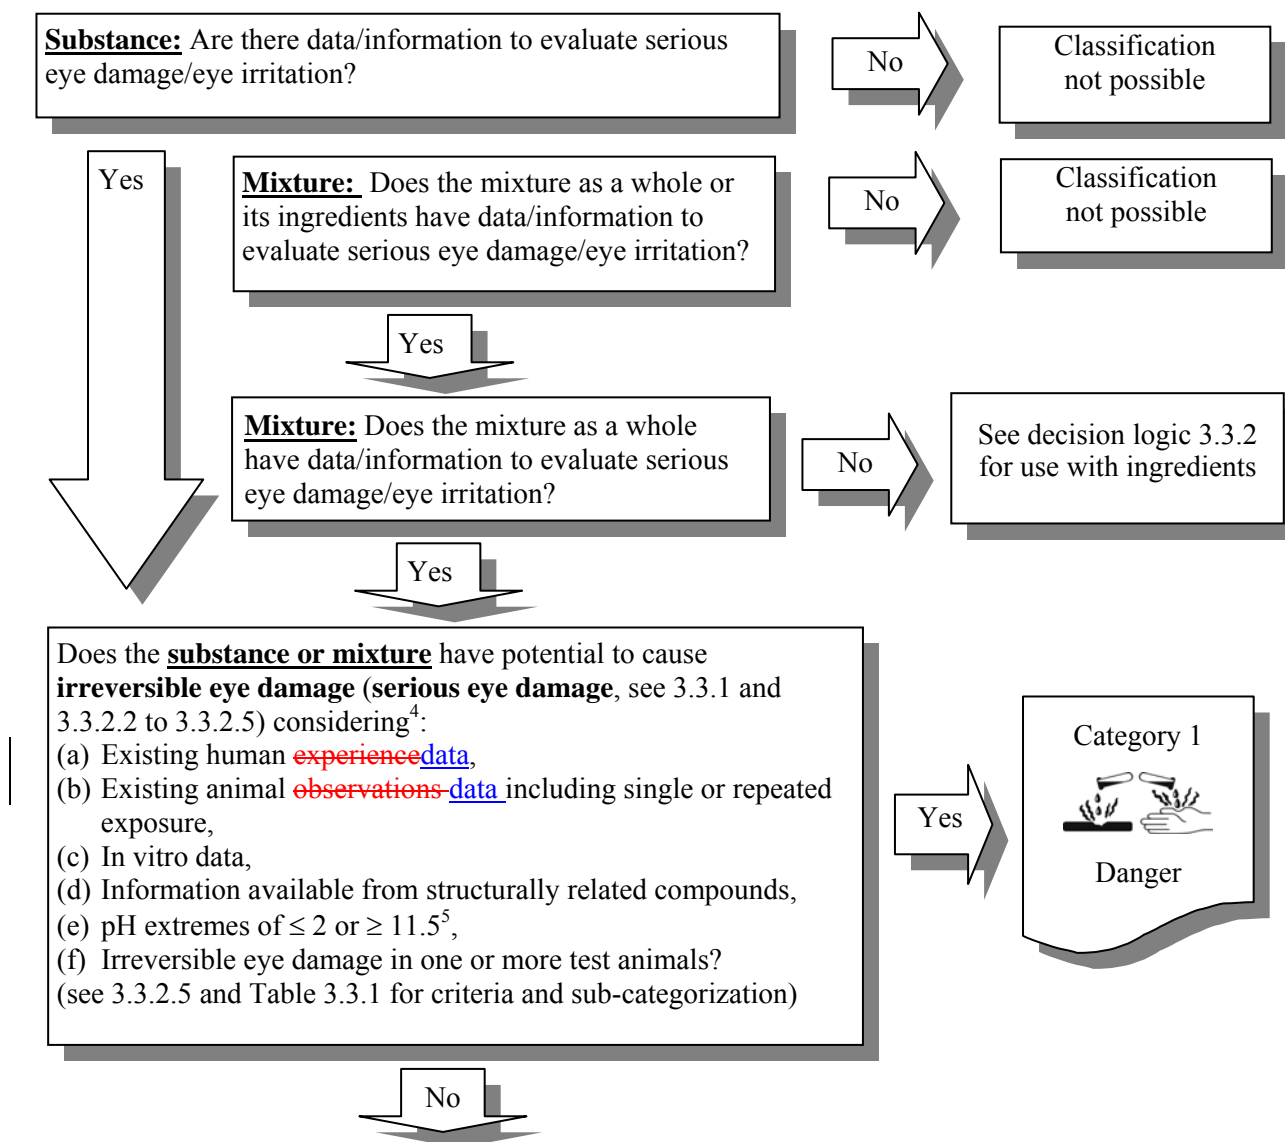 Substance: Are there data/information to evaluate serious
eye damage/eye irritation?
No
Classification
not possible
Yes
Mixture: Does the mixture as a whole or
its ingredients have data/information to
evaluate serious eye damage/eye irritation?
No
Classification
not possible
Yes
Mixture: Does the mixture as a whole
have data/information to evaluate serious
eye damage/eye irritation?
No
See decision logic 3.3.2
for use with ingredients
Yes
Does the substance or mixture have potential to cause
irreversible eye damage (serious eye damage, see 3.3.1 and
3.3.2.2 to 3.3.2.5) considering⁴:
(a) Existing human experiencedata,
(b) Existing animal observations data including single or repeated
exposure,
(c) In vitro data,
(d) Information available from structurally related compounds,
(e) pH extremes of ≤ 2 or ≥ 11.5⁵,
(f) Irreversible eye damage in one or more test animals?
(see 3.3.2.5 and Table 3.3.1 for criteria and sub-categorization)
Yes
Category 1
Danger
No